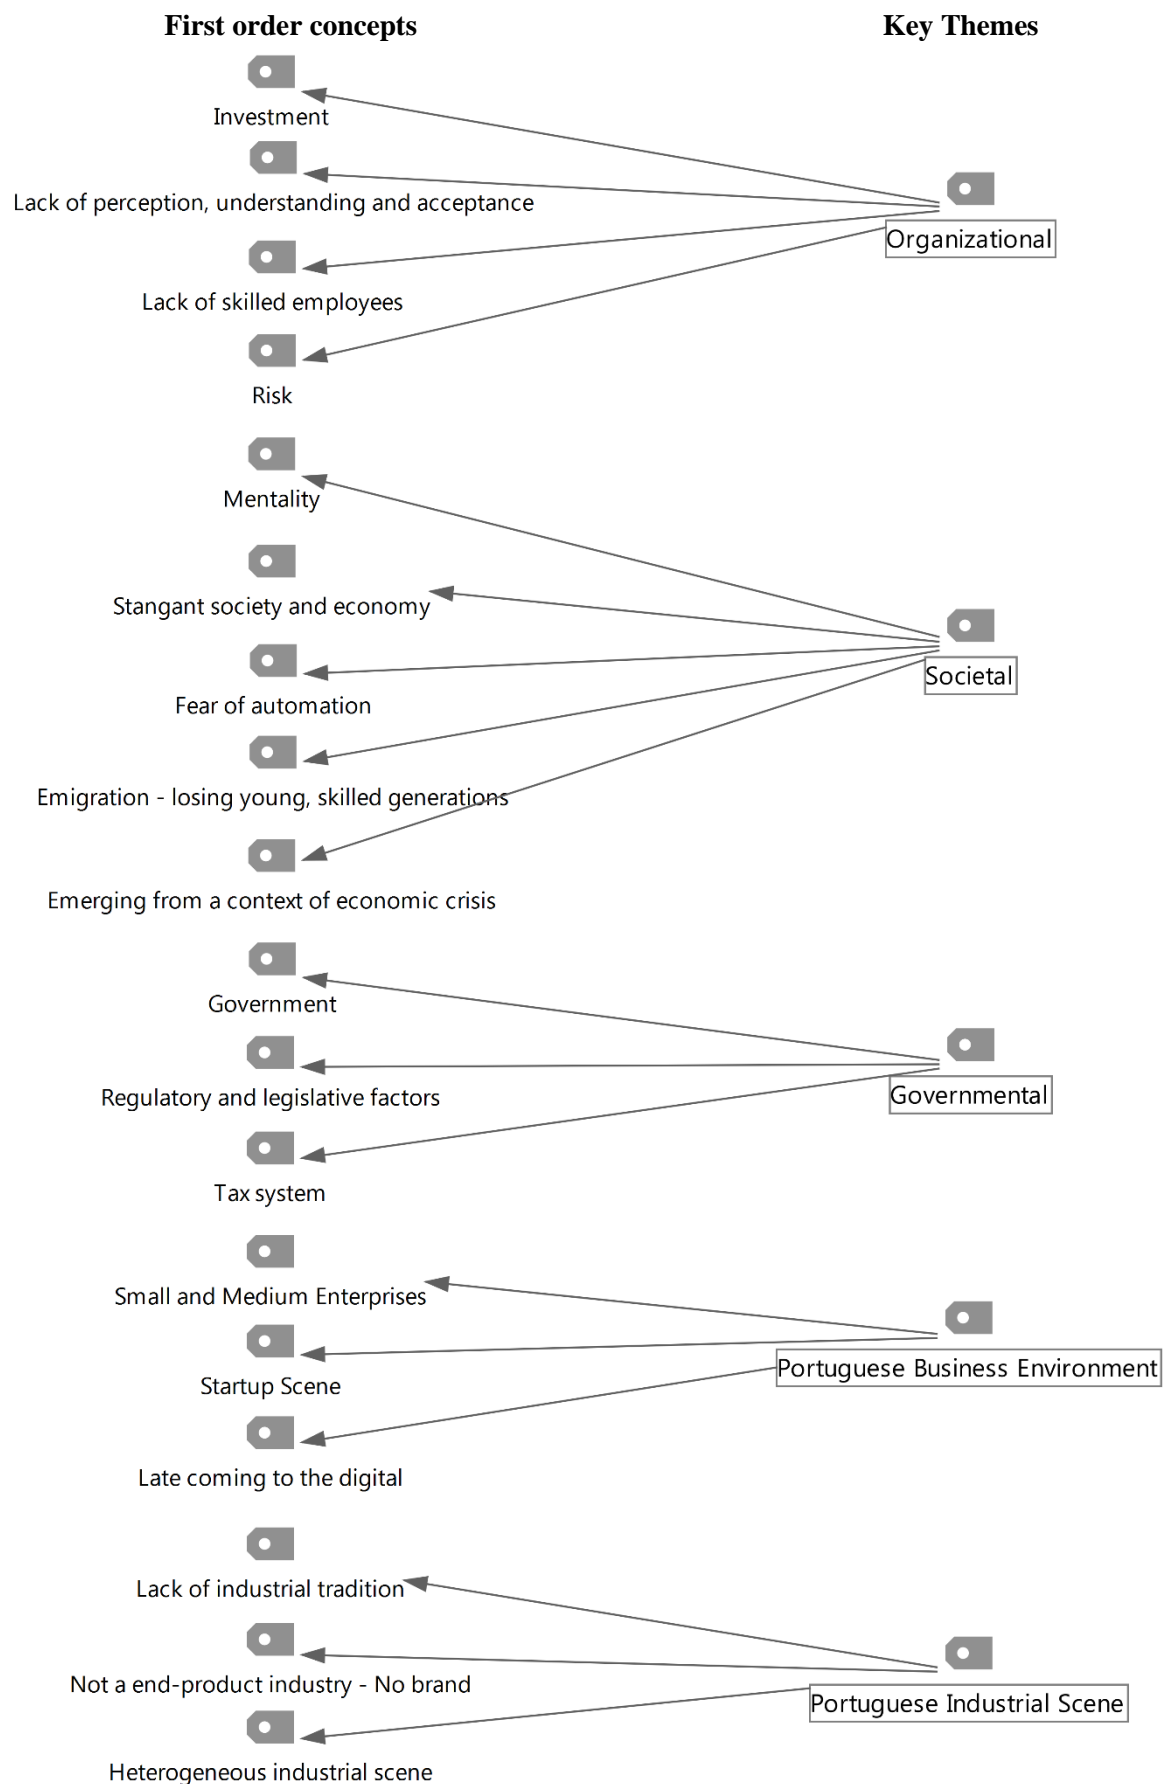 First order concepts
Key Themes
Investment
Lack of perception, understanding and acceptance
Organizational
Lack of skilled employees
Risk
Mentality
Stangant society and economy
Societal
Fear of automation
Emigration - losing young, skilled generations
Emerging from a context of economic crisis
Government
Regulatory and legislative factors
Governmental
Tax system
Small and Medium Enterprises
Portuguese Business Environment
Startup Scene
Late coming to the digital
Lack of industrial tradition
Not a end-product industry - No brand
Portuguese Industrial Scene
Heterogeneous industrial scene